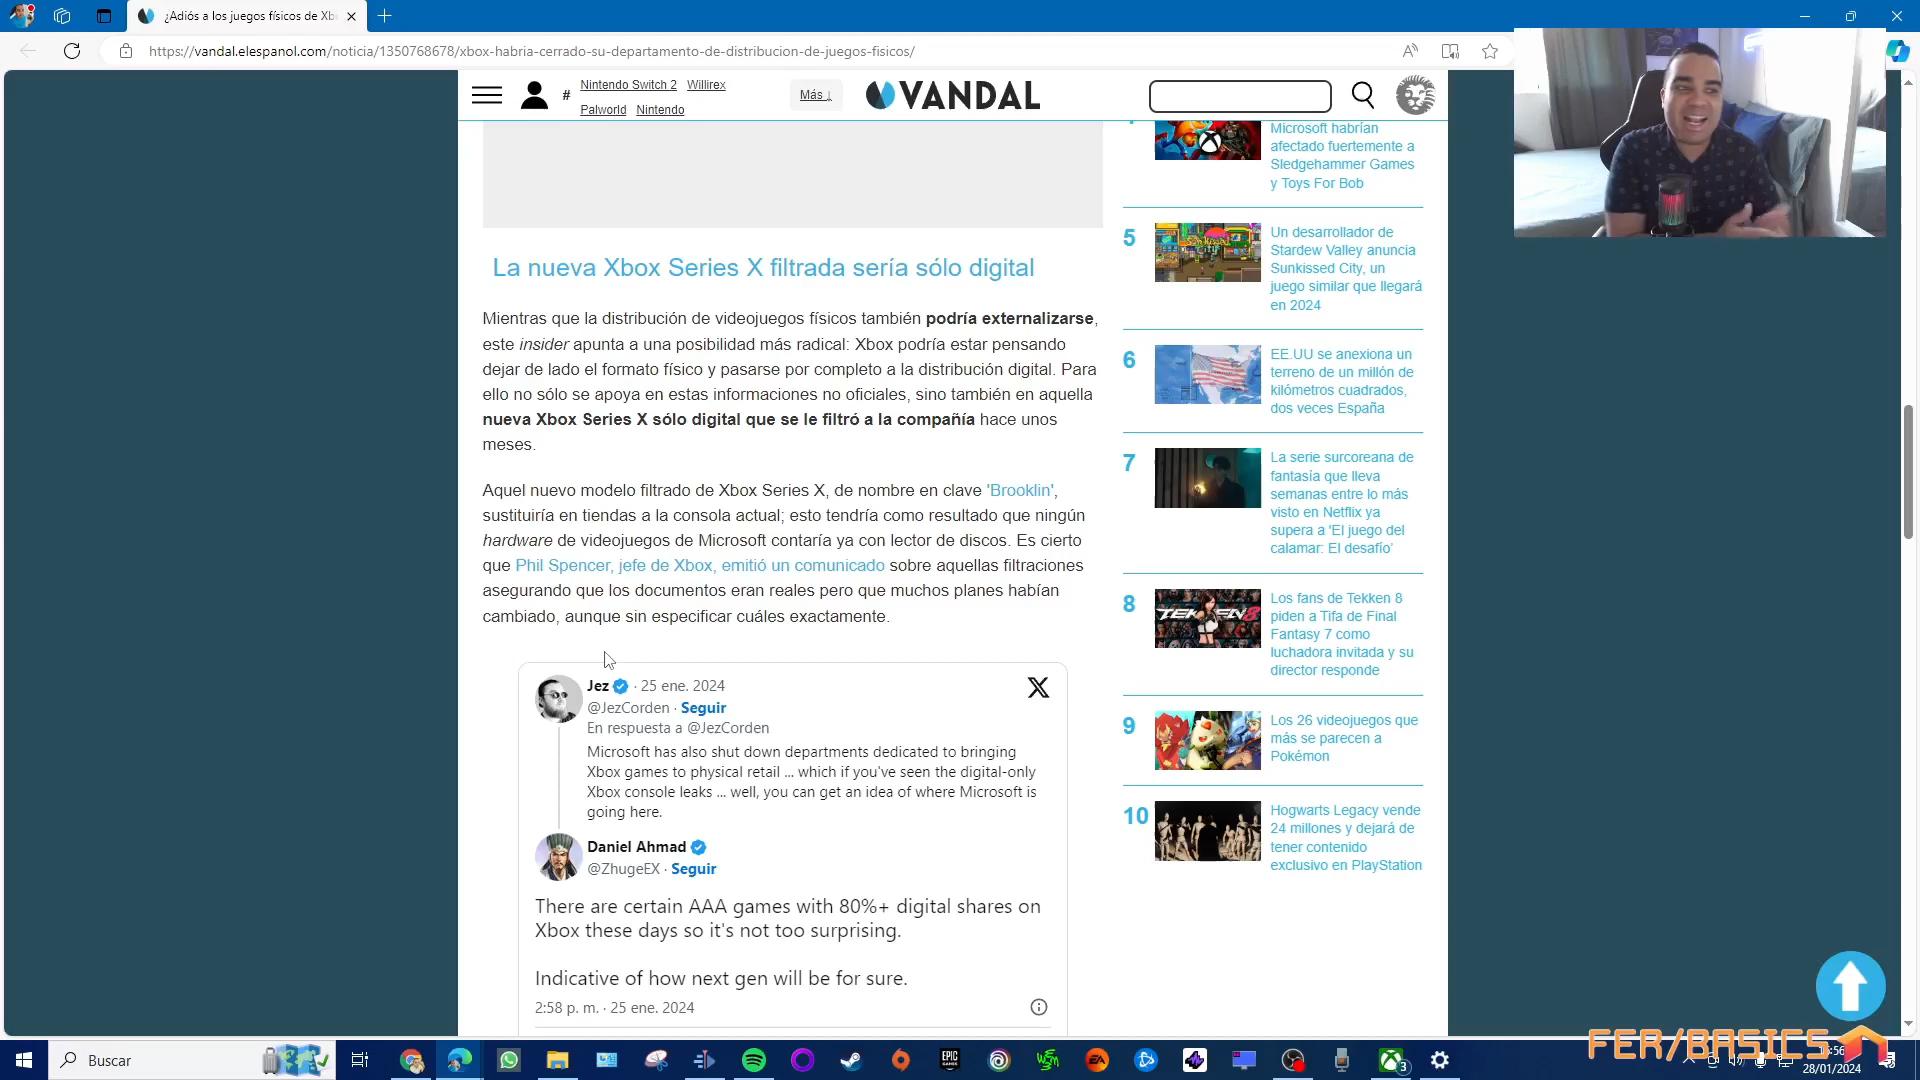 ¿Adiós a los juegos físicos de Xb
https://vandal.elespanol.com/noticia/1350768678/xbox-habria-cerrado-su-departamento-de-distribucion-de-juegos-fisicos/
# Nintendo Switch 2 Willirex
Palworld Nintendo
Más ↓
VANDAL
La nueva Xbox Series X filtrada sería sólo digital
Mientras que la distribución de videojuegos físicos también podría externalizarse,
este insider apunta a una posibilidad más radical: Xbox podría estar pensando
dejar de lado el formato físico y pasarse por completo a la distribución digital. Para
ello no sólo se apoya en estas informaciones no oficiales, sino también en aquella
nueva Xbox Series X sólo digital que se le filtró a la compañía hace unos
meses.
Aquel nuevo modelo filtrado de Xbox Series X, de nombre en clave 'Brooklin',
sustituiría en tiendas a la consola actual; esto tendría como resultado que ningún
hardware de videojuegos de Microsoft contaría ya con lector de discos. Es cierto
que Phil Spencer, jefe de Xbox, emitió un comunicado sobre aquellas filtraciones
asegurando que los documentos eran reales pero que muchos planes habían
cambiado, aunque sin especificar cuáles exactamente.
Jez · 25 ene. 2024
@JezCorden · Seguir
En respuesta a @JezCorden
Microsoft has also shut down departments dedicated to bringing
Xbox games to physical retail ... which if you've seen the digital-only
Xbox console leaks ... well, you can get an idea of where Microsoft is
going here.
Daniel Ahmad
@ZhugeEX · Seguir
There are certain AAA games with 80%+ digital shares on
Xbox these days so it's not too surprising.
Indicative of how next gen will be for sure.
2:58 p. m. · 25 ene. 2024
Microsoft habrían
afectado fuertemente a
Sledgehammer Games
y Toys For Bob
5
Un desarrollador de
Stardew Valley anuncia
Sunkissed City, un
juego similar que llegará
en 2024
6
EE.UU se anexiona un
terreno de un millón de
kilómetros cuadrados,
dos veces España
7
La serie surcoreana de
fantasía que lleva
semanas entre lo más
visto en Netflix ya
supera a 'El juego del
calamar: El desafío'
8
TEKKEN 8
Los fans de Tekken 8
piden a Tifa de Final
Fantasy 7 como
luchadora invitada y su
director responde
9
Los 26 videojuegos que
más se parecen a
Pokémon
10
Hogwarts Legacy vende
24 millones y dejará de
tener contenido
exclusivo en PlayStation
FER/BASICS
Buscar
EPIC
GAMES
EA
3
28/01/2024